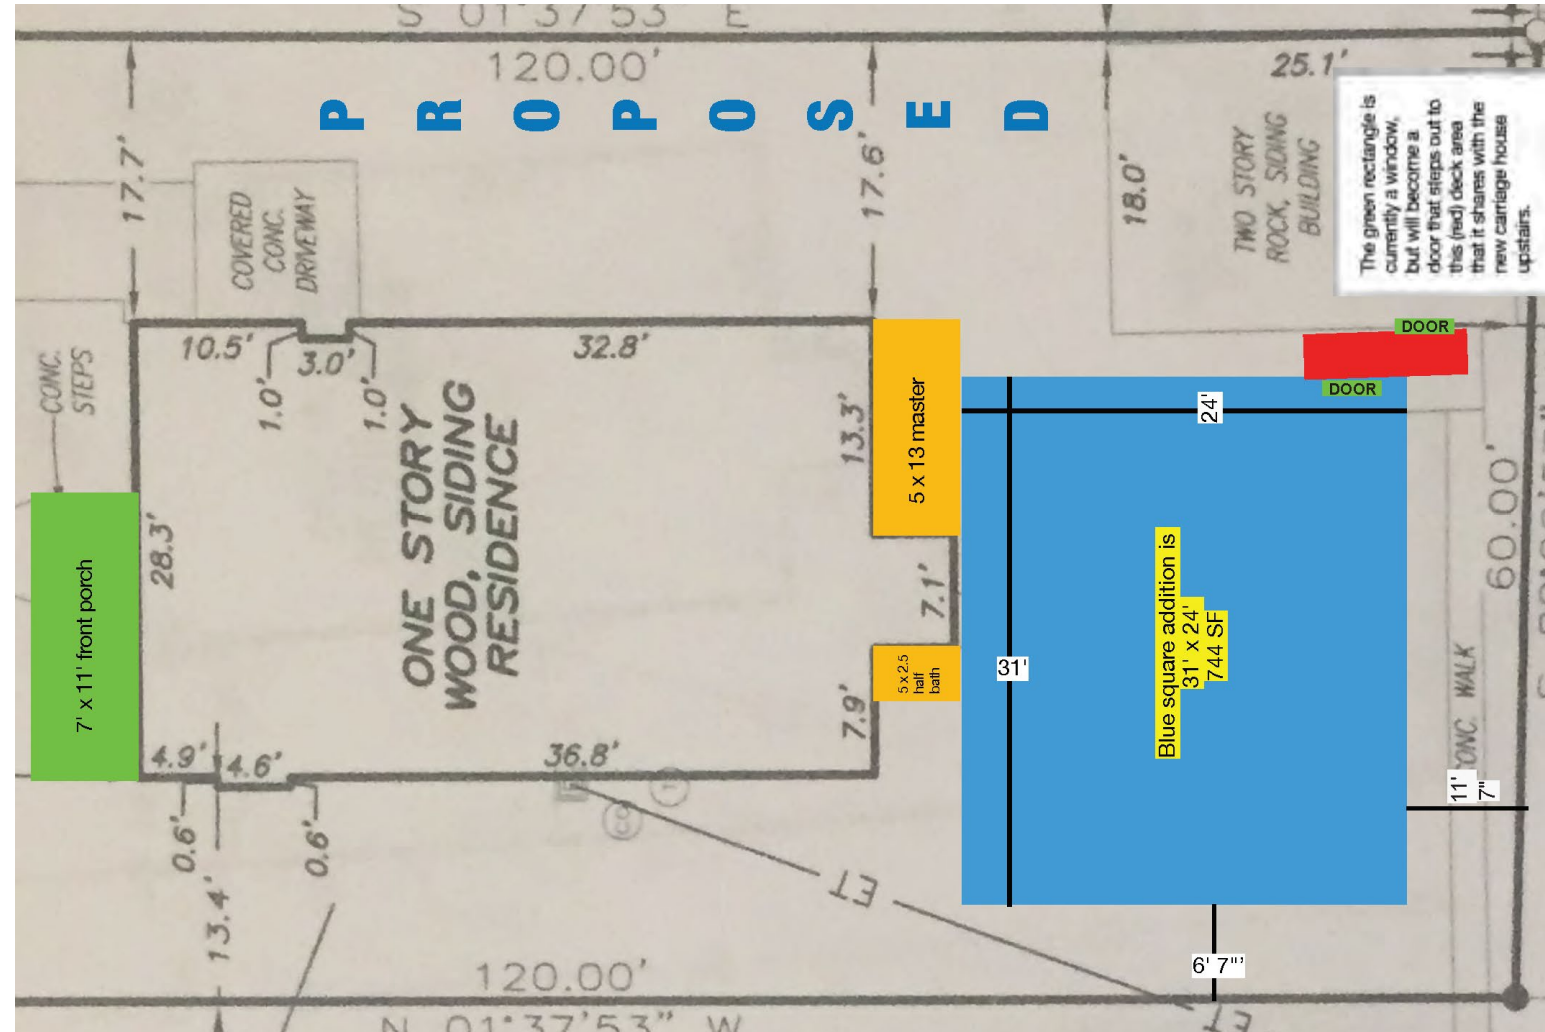 S 01°37'53" E
120.00'
25.1'
PROPOSED
17.7'
17.6'
18.0'
COVERED
CONC.
DRIVEWAY
TWO STORY
ROCK, SIDING
BUILDING
The green rectangle is
currently a window,
but will become a
door that steps out to
this (red) deck area
that it shares with the
new carriage house
upstairs.
CONC.
STEPS
10.5'
3.0'
1.0'
1.0'
32.8'
13.3'
28.3'
ONE STORY
WOOD, SIDING
RESIDENCE
7' x 11' front porch
5 x 13 master
7.1'
5 x 2.5
half
bath
7.9'
DOOR
DOOR
24'
31'
Blue square addition is
31' x 24'
744 SF
60.00'
CONC. WALK
11'
7"
4.9'
4.6'
36.8'
0.6'
0.6'
13.4'
CO
ET
6' 7"'
120.00'
N 01°37'53" W
ET